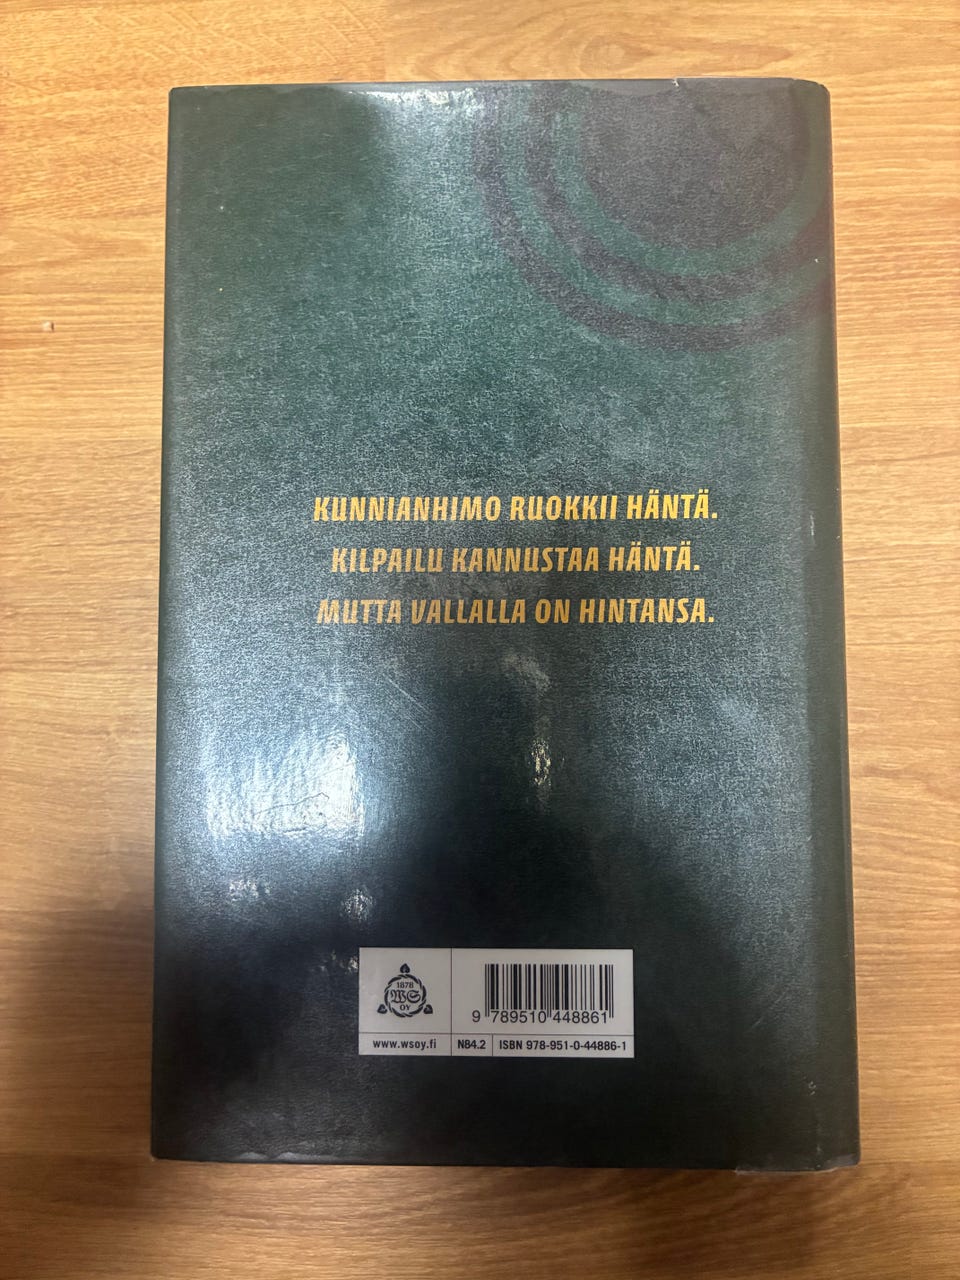 KUNNIANHIMO RUOKKII HÄNTÄ.
KILPAILU KANNUSTAA HÄNTÄ.
MUTTA VALLALLA ON HINTANSA.
1878
WS
OY
9 789510 448861
www.wsoy.fi N84.2 ISBN 978-951-0-44886-1